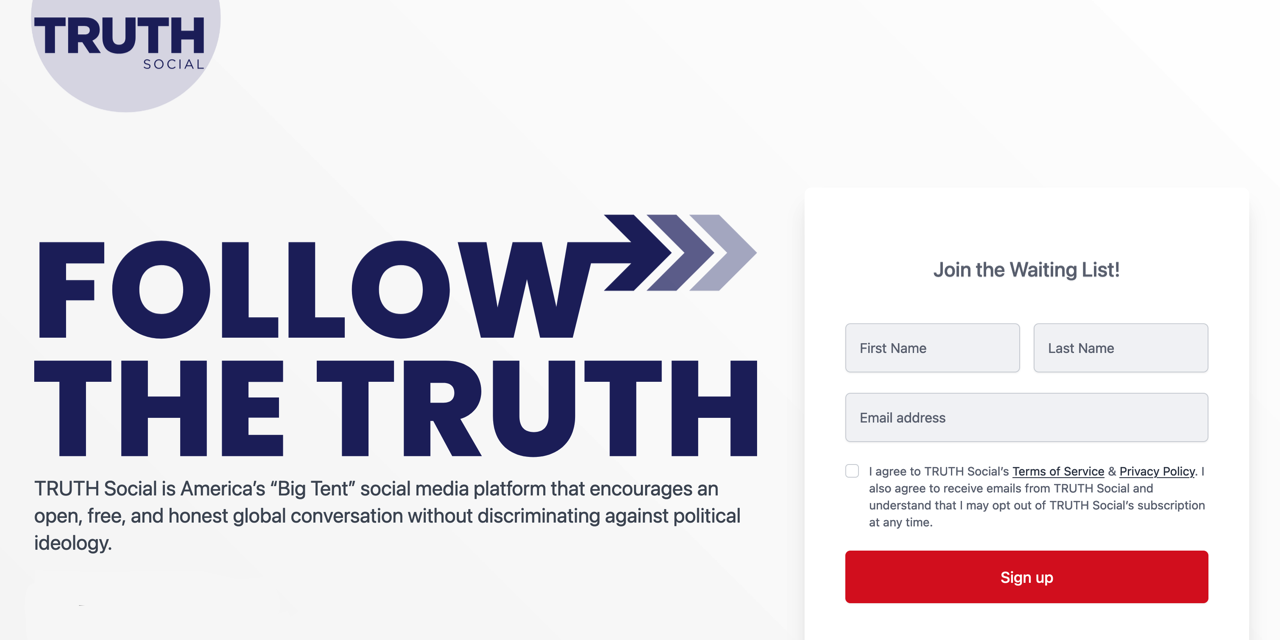 TRUTH
SOCIAL
FOLLOW
THE TRUTH
TRUTH Social is America’s “Big Tent” social media platform that encourages an
open, free, and honest global conversation without discriminating against political
ideology.
Join the Waiting List!
First Name
Last Name
Email address
I agree to TRUTH Social’s Terms of Service & Privacy Policy. I
also agree to receive emails from TRUTH Social and
understand that I may opt out of TRUTH Social’s subscription
at any time.
Sign up